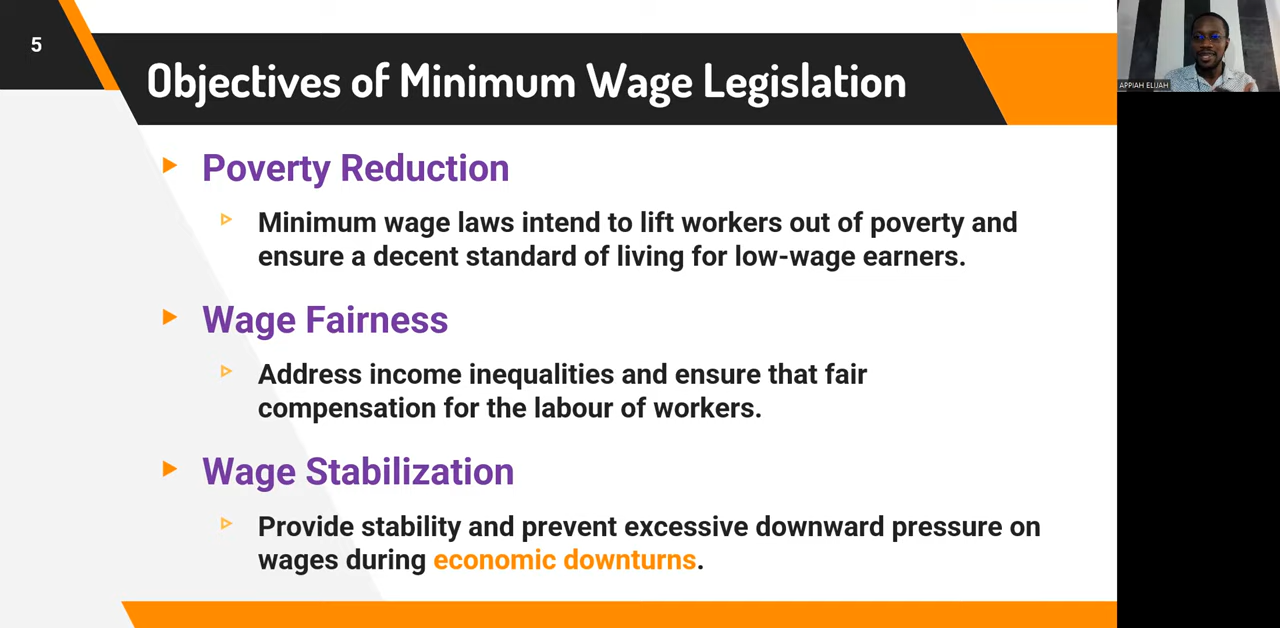 5
Objectives of Minimum Wage Legislation
APPIAH ELIJAH
Poverty Reduction
Minimum wage laws intend to lift workers out of poverty and
ensure a decent standard of living for low-wage earners.
Wage Fairness
Address income inequalities and ensure that fair
compensation for the labour of workers.
Wage Stabilization
Provide stability and prevent excessive downward pressure on
wages during economic downturns.